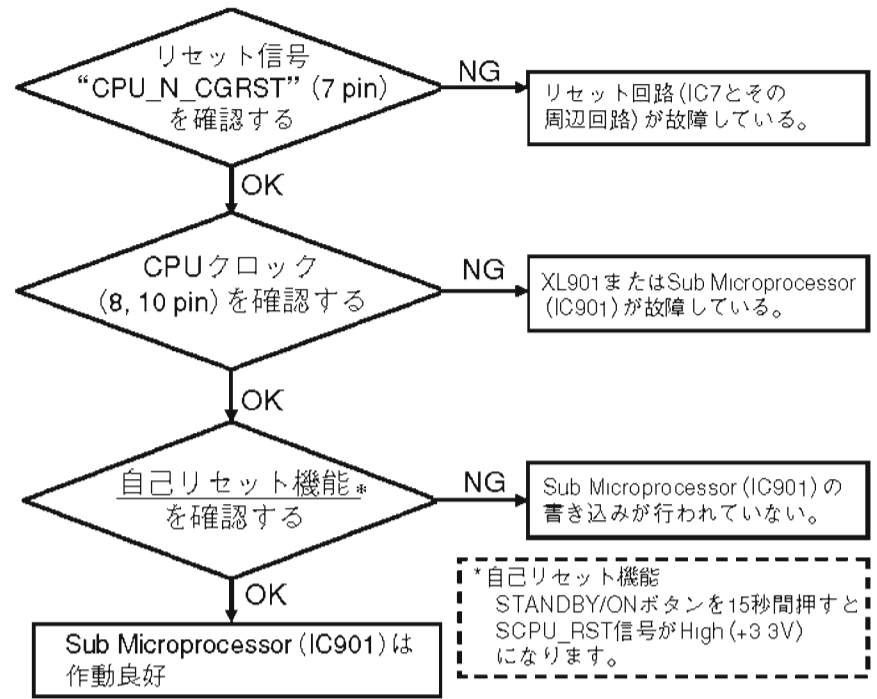 リセット信号
“CPU_N_CGRST” (7 pin)
を確認する
NG
リセット回路 (IC7とその
周辺回路) が故障している。
OK
CPUクロック
(8, 10 pin) を確認する
NG
XL901またはSub Microprocessor
(IC901) が故障している。
OK
自己リセット機能*
を確認する
NG
Sub Microprocessor (IC901) の
書き込みが行われていない。
OK
Sub Microprocessor (IC901) は
作動良好
*自己リセット機能
STANDBY/ONボタンを15秒間押すと
SCPU_RST信号がHigh (+3 3V)
になります。